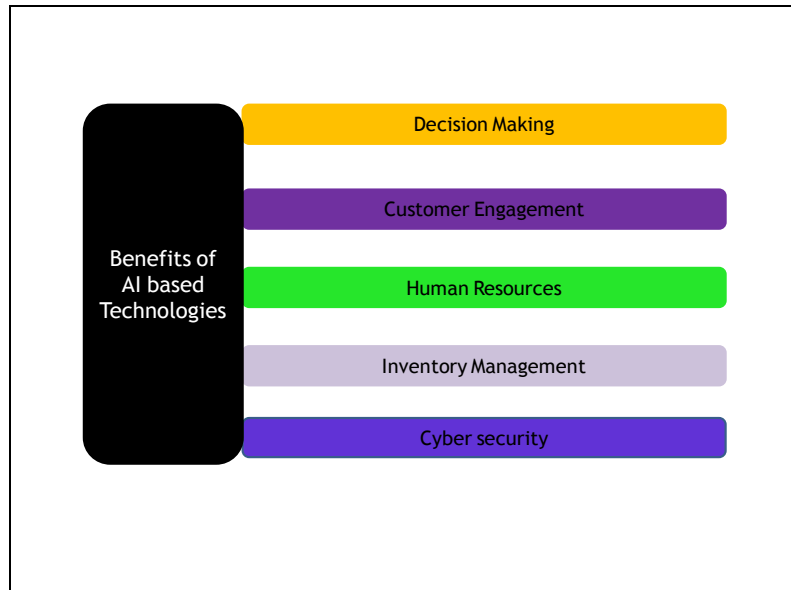 Benefits of
AI based
Technologies
Decision Making
Customer Engagement
Human Resources
Inventory Management
Cyber security